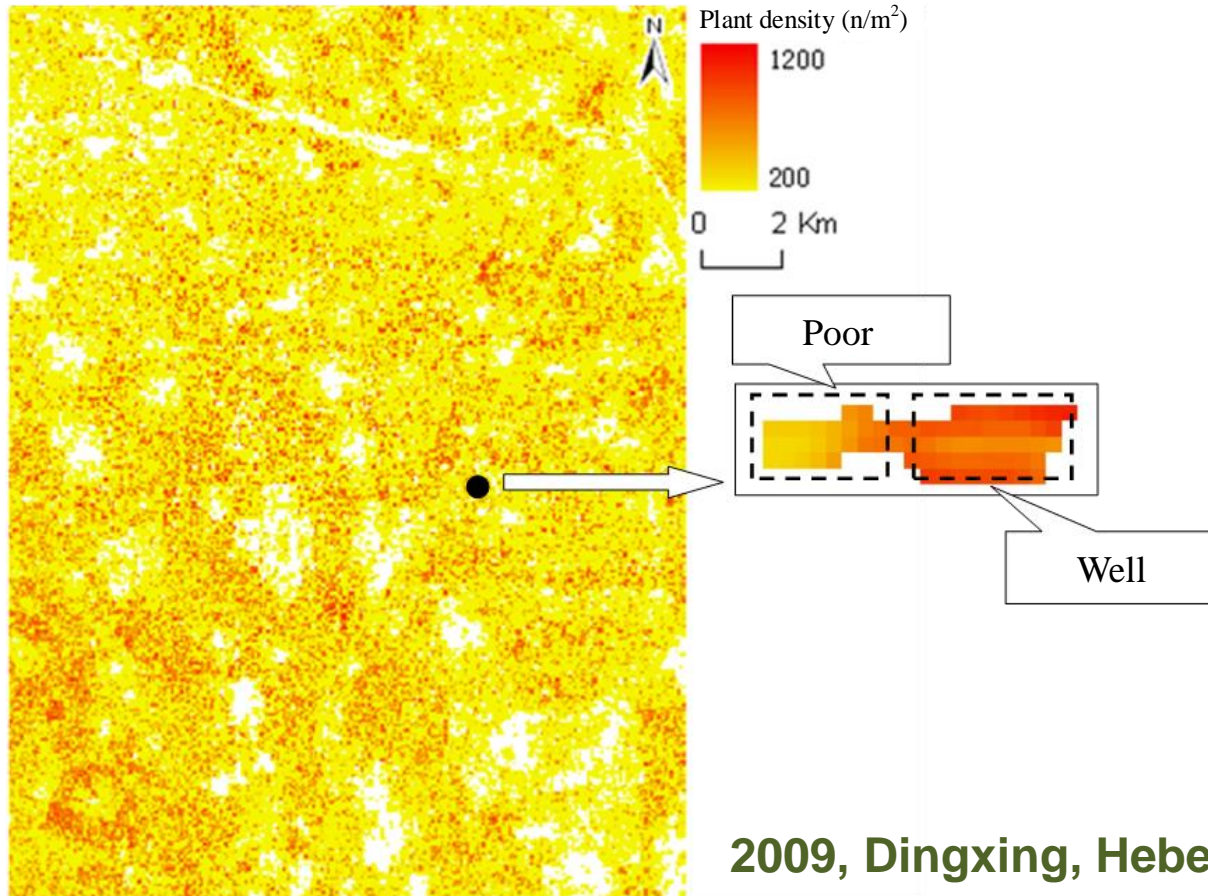 Plant density (n/m²)
N
1200
200
0 2 Km
Poor
Well
2009, Dingxing, Hebe